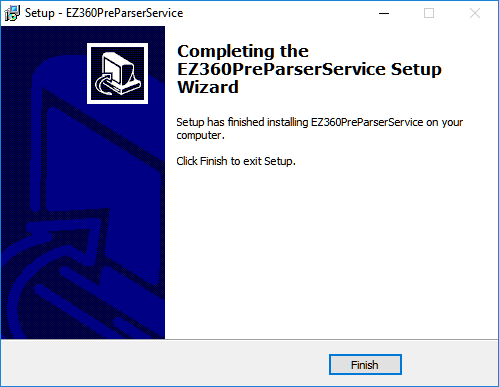 Setup - EZ360PreParserService
Completing the
EZ360PreParserService Setup
Wizard
Setup has finished installing EZ360PreParserService on your
computer.
Click Finish to exit Setup.
Finish